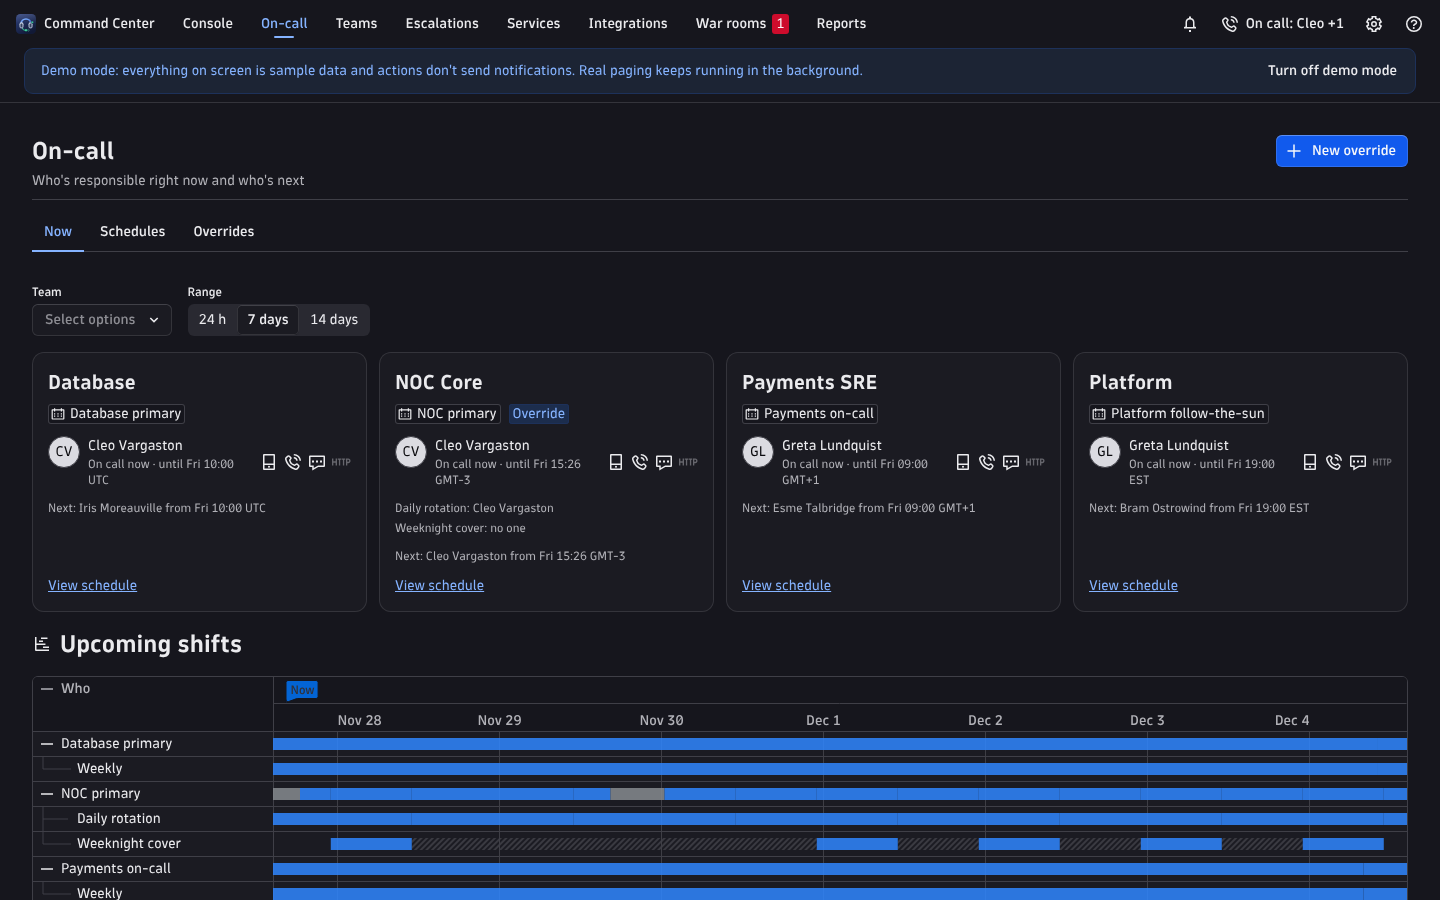 Command Center Console On-call Teams Escalations Services Integrations War rooms 1 Reports On call: Cleo +1
Demo mode: everything on screen is sample data and actions don't send notifications. Real paging keeps running in the background. Turn off demo mode
On-call
New override
Who's responsible right now and who's next
Now Schedules Overrides
Team Range
Select options 24 h 7 days 14 days
Database
Database primary
CV
Cleo Vargaston
On call now · until Fri 10:00
UTC
HTTP
Next: Iris Moreauville from Fri 10:00 UTC
View schedule
NOC Core
NOC primary Override
CV
Cleo Vargaston
On call now · until Fri 15:26
GMT-3
HTTP
Daily rotation: Cleo Vargaston
Weeknight cover: no one
Next: Cleo Vargaston from Fri 15:26 GMT-3
View schedule
Payments SRE
Payments on-call
GL
Greta Lundquist
On call now · until Fri 09:00
GMT+1
HTTP
Next: Esme Talbridge from Fri 09:00 GMT+1
View schedule
Platform
Platform follow-the-sun
GL
Greta Lundquist
On call now · until Fri 19:00
EST
HTTP
Next: Bram Ostrowind from Fri 19:00 EST
View schedule
Upcoming shifts
Who
Now
Nov 28 Nov 29 Nov 30 Dec 1 Dec 2 Dec 3 Dec 4
Database primary
Weekly
NOC primary
Daily rotation
Weeknight cover
Payments on-call
Weekly